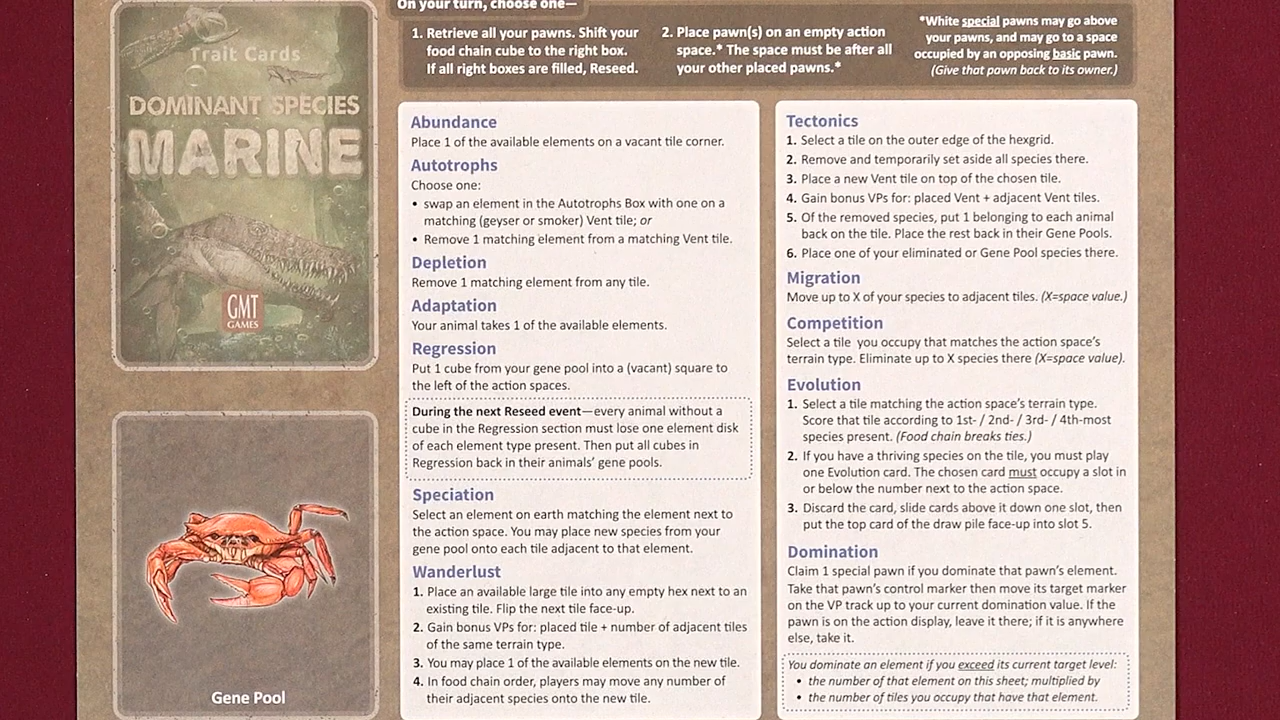 Trait Cards
DOMINANT SPECIES
MARINE
GMT
GAMES
Gene Pool
On your turn, choose one—
1. Retrieve all your pawns. Shift your
food chain cube to the right box.
If all right boxes are filled, Reseed.
2. Place pawn(s) on an empty action
space.* The space must be after all
your other placed pawns.*
*White special pawns may go above
your pawns, and may go to a space
occupied by an opposing basic pawn.
(Give that pawn back to its owner.)
Abundance
Place 1 of the available elements on a vacant tile corner.
Autotrophs
Choose one:
• swap an element in the Autotrophs Box with one on a
matching (geyser or smoker) Vent tile; or
• Remove 1 matching element from a matching Vent tile.
Depletion
Remove 1 matching element from any tile.
Adaptation
Your animal takes 1 of the available elements.
Regression
Put 1 cube from your gene pool into a (vacant) square to
the left of the action spaces.
During the next Reseed event—every animal without a
cube in the Regression section must lose one element disk
of each element type present. Then put all cubes in
Regression back in their animals' gene pools.
Speciation
Select an element on earth matching the element next to
the action space. You may place new species from your
gene pool onto each tile adjacent to that element.
Wanderlust
1. Place an available large tile into any empty hex next to an
existing tile. Flip the next tile face-up.
2. Gain bonus VPs for: placed tile + number of adjacent tiles
of the same terrain type.
3. You may place 1 of the available elements on the new tile.
4. In food chain order, players may move any number of
their adjacent species onto the new tile.
Tectonics
1. Select a tile on the outer edge of the hexgrid.
2. Remove and temporarily set aside all species there.
3. Place a new Vent tile on top of the chosen tile.
4. Gain bonus VPs for: placed Vent + adjacent Vent tiles.
5. Of the removed species, put 1 belonging to each animal
back on the tile. Place the rest back in their Gene Pools.
6. Place one of your eliminated or Gene Pool species there.
Migration
Move up to X of your species to adjacent tiles. (X=space value.)
Competition
Select a tile you occupy that matches the action space's
terrain type. Eliminate up to X species there (X=space value).
Evolution
1. Select a tile matching the action space's terrain type.
Score that tile according to 1st- / 2nd- / 3rd- / 4th-most
species present. (Food chain breaks ties.)
2. If you have a thriving species on the tile, you must play
one Evolution card. The chosen card must occupy a slot in
or below the number next to the action space.
3. Discard the card, slide cards above it down one slot, then
put the top card of the draw pile face-up into slot 5.
Domination
Claim 1 special pawn if you dominate that pawn's element.
Take that pawn's control marker then move its target marker
on the VP track up to your current domination value. If the
pawn is on the action display, leave it there; if it is anywhere
else, take it.
You dominate an element if you exceed its current target level:
• the number of that element on this sheet; multiplied by
• the number of tiles you occupy that have that element.